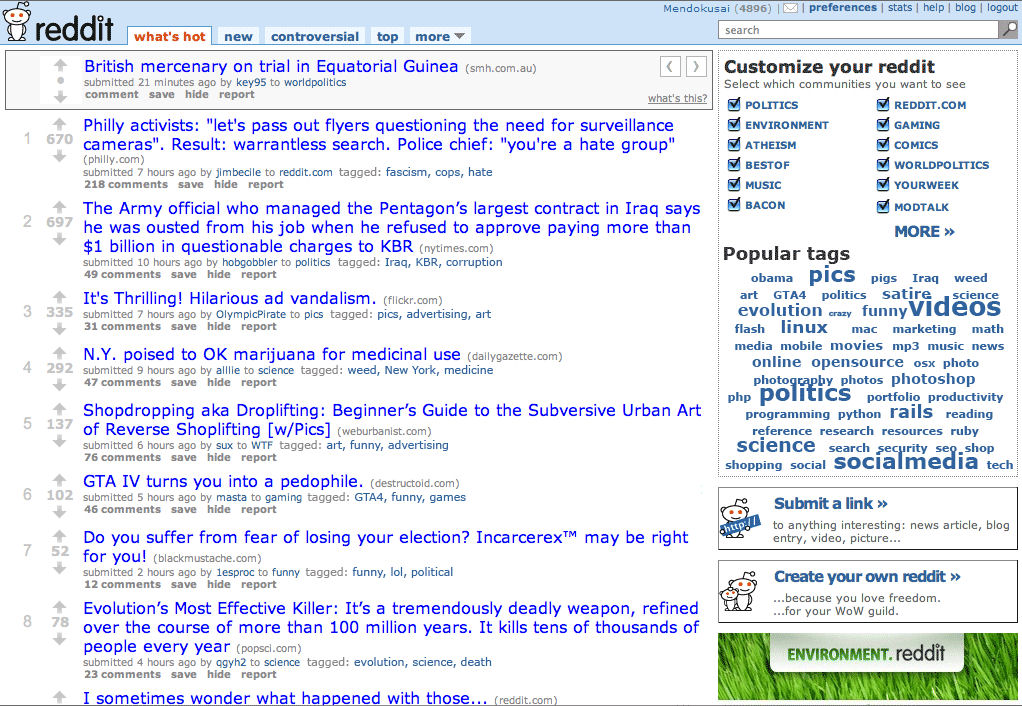 reddit
what's hot new controversial top more
Mendokusai (4896) | | preferences | stats | help | blog | logout
search
British mercenary on trial in Equatorial Guinea (smh.com.au)
submitted 21 minutes ago by key95 to worldpolitics
comment save hide report
what's this?
1 670 Philly activists: "let's pass out flyers questioning the need for surveillance
cameras". Result: warrantless search. Police chief: "you're a hate group"
(philly.com)
submitted 7 hours ago by jimbecile to reddit.com tagged: fascism, cops, hate
218 comments save hide report
2 697 The Army official who managed the Pentagon’s largest contract in Iraq says
he was ousted from his job when he refused to approve paying more than
$1 billion in questionable charges to KBR (nytimes.com)
submitted 10 hours ago by hobgobbler to politics tagged: Iraq, KBR, corruption
49 comments save hide report
3 335 It's Thrilling! Hilarious ad vandalism. (flickr.com)
submitted 7 hours ago by OlympicPirate to pics tagged: pics, advertising, art
31 comments save hide report
4 292 N.Y. poised to OK marijuana for medicinal use (dailygazette.com)
submitted 9 hours ago by alllie to science tagged: weed, New York, medicine
47 comments save hide report
5 137 Shopdropping aka Droplifting: Beginner’s Guide to the Subversive Urban Art
of Reverse Shoplifting [w/Pics] (weburbanist.com)
submitted 6 hours ago by sux to WTF tagged: art, funny, advertising
76 comments save hide report
6 102 GTA IV turns you into a pedophile. (destructoid.com)
submitted 5 hours ago by masta to gaming tagged: GTA4, funny, games
46 comments save hide report
7 52 Do you suffer from fear of losing your election? Incarcerex™ may be right
for you! (blackmustache.com)
submitted 2 hours ago by 1esproc to funny tagged: funny, lol, political
12 comments save hide report
8 78 Evolution’s Most Effective Killer: It’s a tremendously deadly weapon, refined
over the course of more than 100 million years. It kills tens of thousands of
people every year (popsci.com)
submitted 4 hours ago by qgyh2 to science tagged: evolution, science, death
23 comments save hide report
I sometimes wonder what happened with those... (reddit.com)
Customize your reddit
Select which communities you want to see
POLITICS REDDIT.COM
ENVIRONMENT GAMING
ATHEISM COMICS
BESTOF WORLDPOLITICS
MUSIC YOURWEEK
BACON MODTALK
MORE »
Popular tags
obama pics pigs Iraq weed
art GTA4 politics satire science
evolution crazy funny videos
flash linux mac marketing math
media mobile movies mp3 music news
online opensource osx photo
photography photos photoshop
php politics portfolio productivity
programming python rails reading
reference research resources ruby
science search security seo shop
shopping social socialmedia tech
http://
Submit a link »
to anything interesting: news article, blog
entry, video, picture...
Create your own reddit »
...because you love freedom.
...for your WoW guild.
ENVIRONMENT.reddit